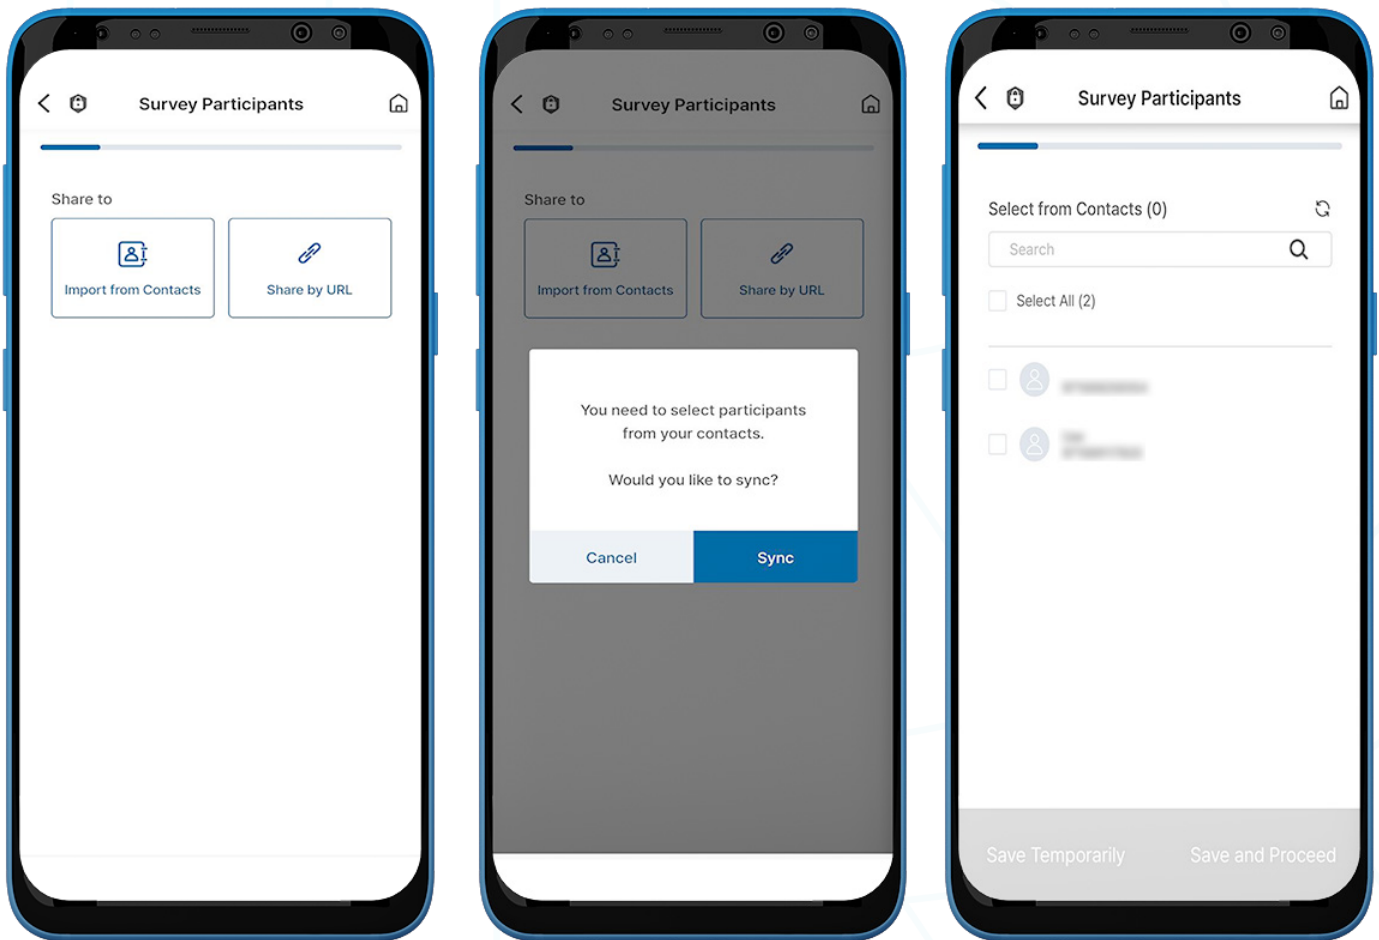 Survey Participants
Share to
Import from Contacts
Share by URL
Survey Participants
Share to
Import from Contacts
Share by URL
You need to select participants
from your contacts.
Would you like to sync?
Cancel
Sync
Survey Participants
Select from Contacts (0)
Search
Select All (2)
Save Temporarily
Save and Proceed